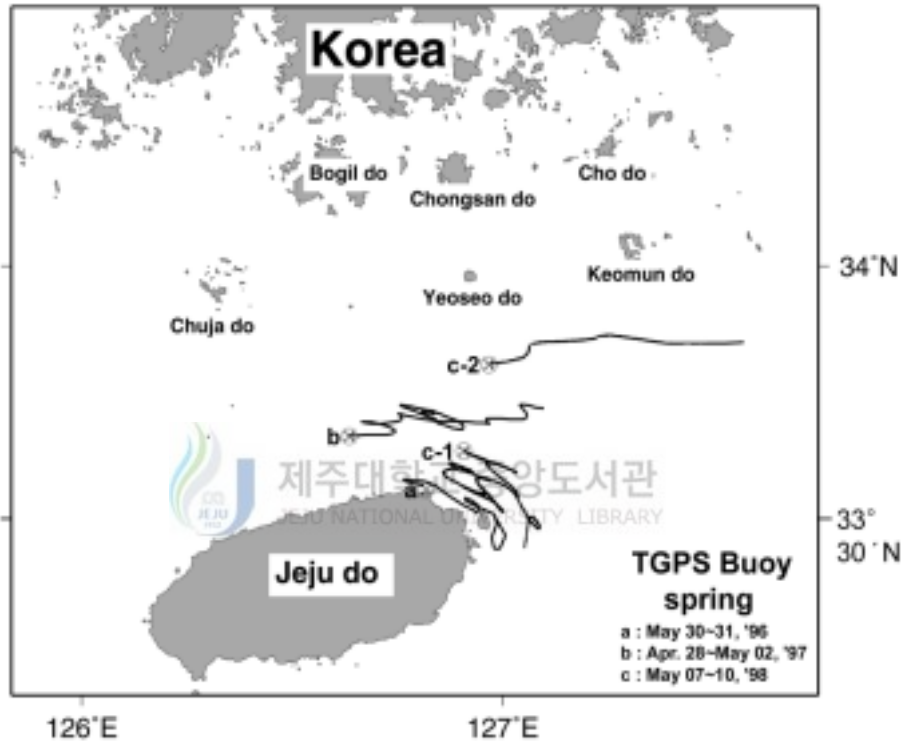 Korea
Bogil do
Chongsan do
Cho do
Keomun do
Yeoseo do
Chuja do
34°N
c-2
b
c-1
a
제주대학교 중앙도서관
JEJU NATIONAL UNIVERSITY LIBRARY
JEJU
1952
33°
30´N
Jeju do
TGPS Buoy
spring
a : May 30~31, '96
b : Apr. 28~May 02, '97
c : May 07~10, '98
126°E
127°E